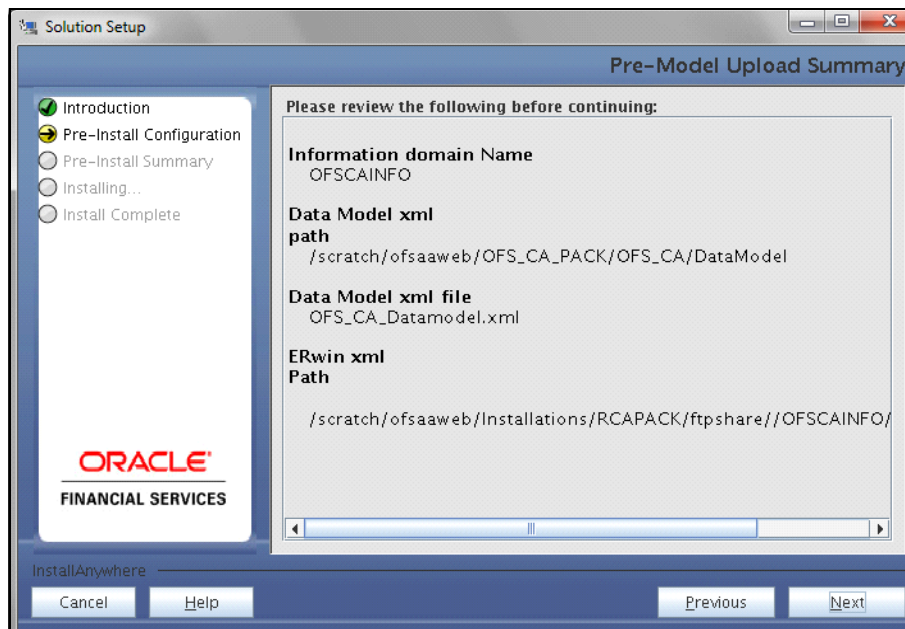 Solution Setup
Pre-Model Upload Summary
Introduction
Pre-Install Configuration
Pre-Install Summary
Installing...
Install Complete
ORACLE
FINANCIAL SERVICES
Please review the following before continuing:
Information domain Name
OFSCAINFO
Data Model xml
path
/scratch/ofsaaweb/OFS_CA_PACK/OFS_CA/DataModel
Data Model xml file
OFS_CA_Datamodel.xml
ERwin xml
Path
/scratch/ofsaaweb/Installations/RCAPACK/ftpshare//OFSCAINFO/
InstallAnywhere
Cancel
Help
Previous
Next